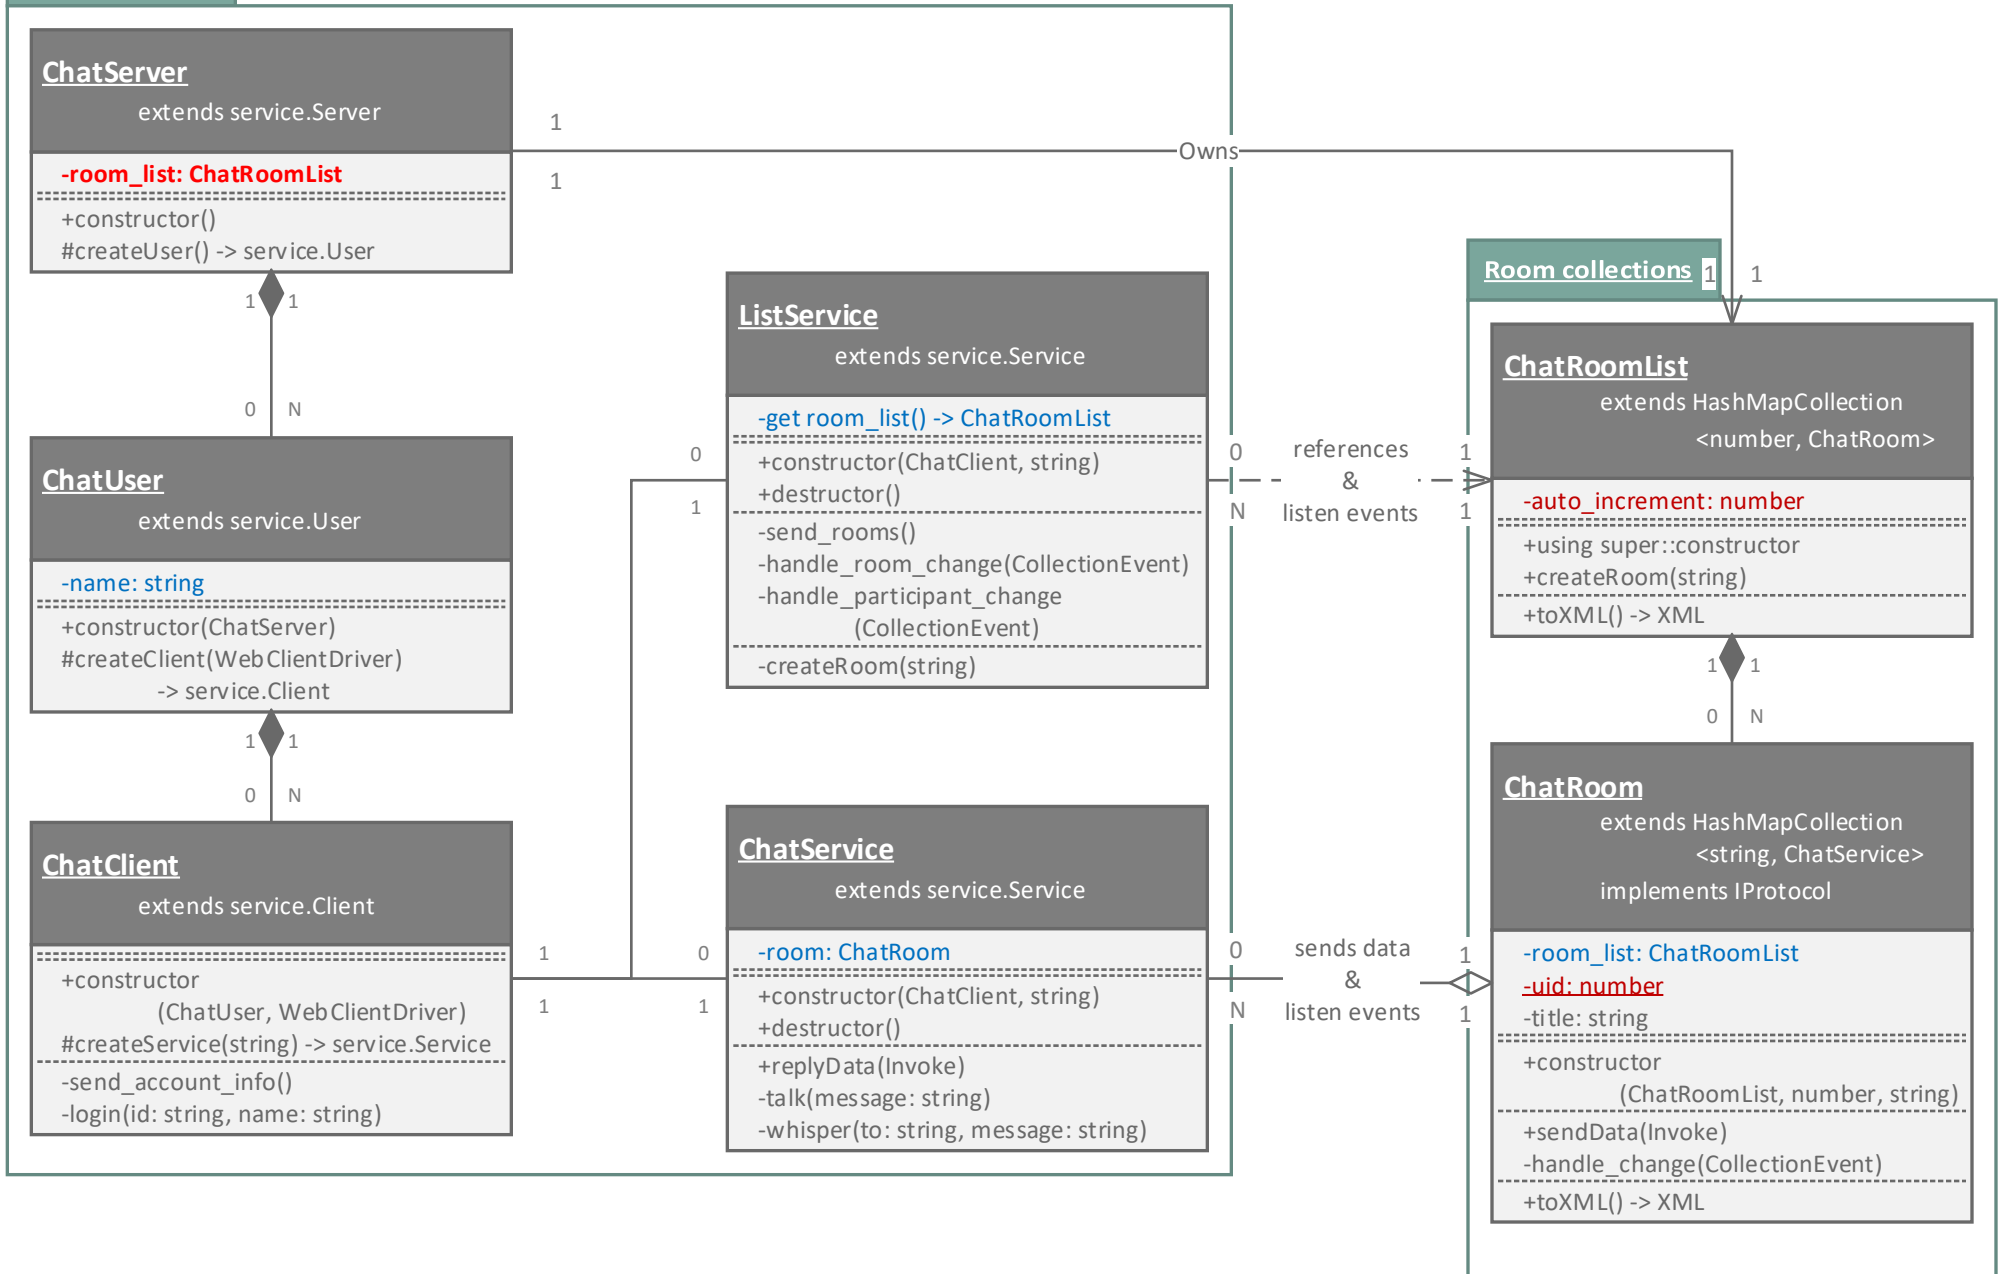 ChatServer
extends service.Server
-room_list: ChatRoomList
+constructor()
#createUser() -> service.User
1
1
Owns
1 1
0 N
ChatUser
extends service.User
-name: string
+constructor(ChatServer)
#createClient(WebClientDriver)
-> service.Client
1 1
0 N
ChatClient
extends service.Client
+constructor
(ChatUser, WebClientDriver)
#createService(string) -> service.Service
-send_account_info()
-login(id: string, name: string)
1
1
0
1
ListService
extends service.Service
-get room_list() -> ChatRoomList
+constructor(ChatClient, string)
+destructor()
-send_rooms()
-handle_room_change(CollectionEvent)
-handle_participant_change
(CollectionEvent)
-createRoom(string)
0
1
ChatService
extends service.Service
-room: ChatRoom
+constructor(ChatClient, string)
+destructor()
+replyData(Invoke)
-talk(message: string)
-whisper(to: string, message: string)
0
N
references
&
listen events
1
1
0
N
sends data
&
listen events
1
1
Room collections
1 1
ChatRoomList
extends HashMapCollection
<number, ChatRoom>
-auto_increment: number
+using super::constructor
+createRoom(string)
+toXML() -> XML
1 1
0 N
ChatRoom
extends HashMapCollection
<string, ChatService>
implements IProtocol
-room_list: ChatRoomList
-uid: number
-title: string
+constructor
(ChatRoomList, number, string)
+sendData(Invoke)
-handle_change(CollectionEvent)
+toXML() -> XML